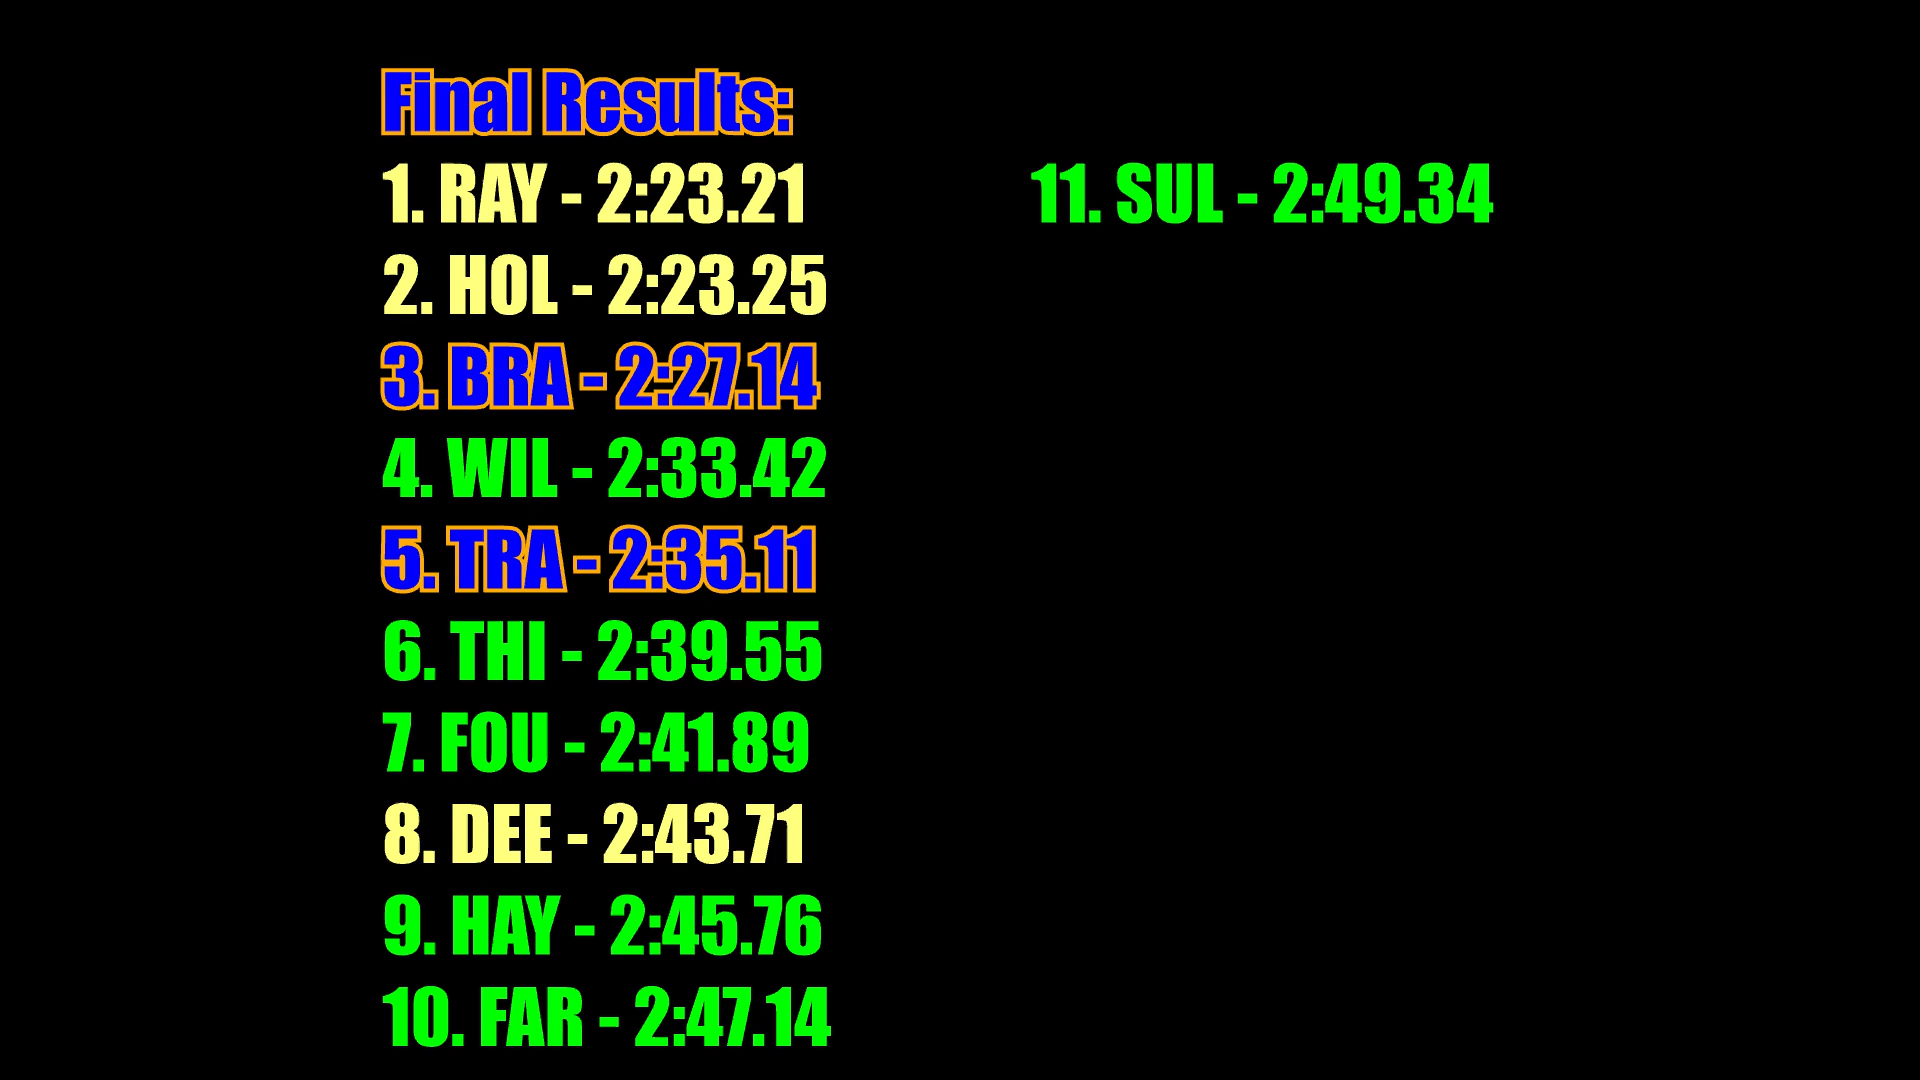 Final Results:
1. RAY - 2:23.21
2. HOL - 2:23.25
3. BRA - 2:27.14
4. WIL - 2:33.42
5. TRA - 2:35.11
6. THI - 2:39.55
7. FOU - 2:41.89
8. DEE - 2:43.71
9. HAY - 2:45.76
10. FAR - 2:47.14
11. SUL - 2:49.34